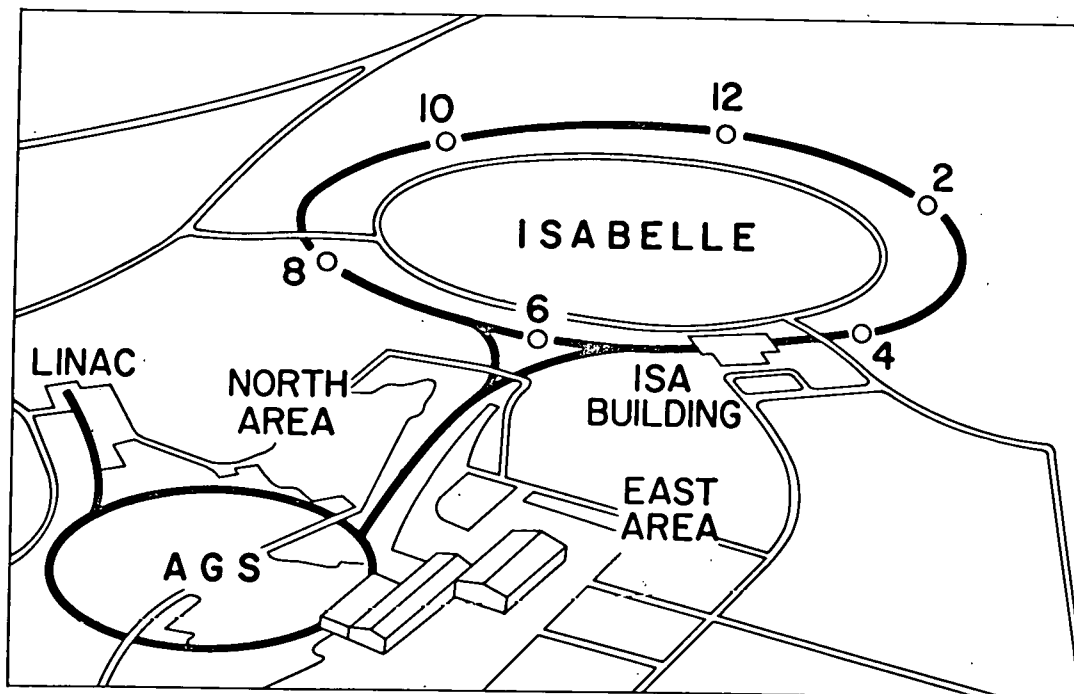 10
12
2
ISABELLE
8
6
4
LINAC
NORTH
AREA
ISA
BUILDING
EAST
AREA
AGS